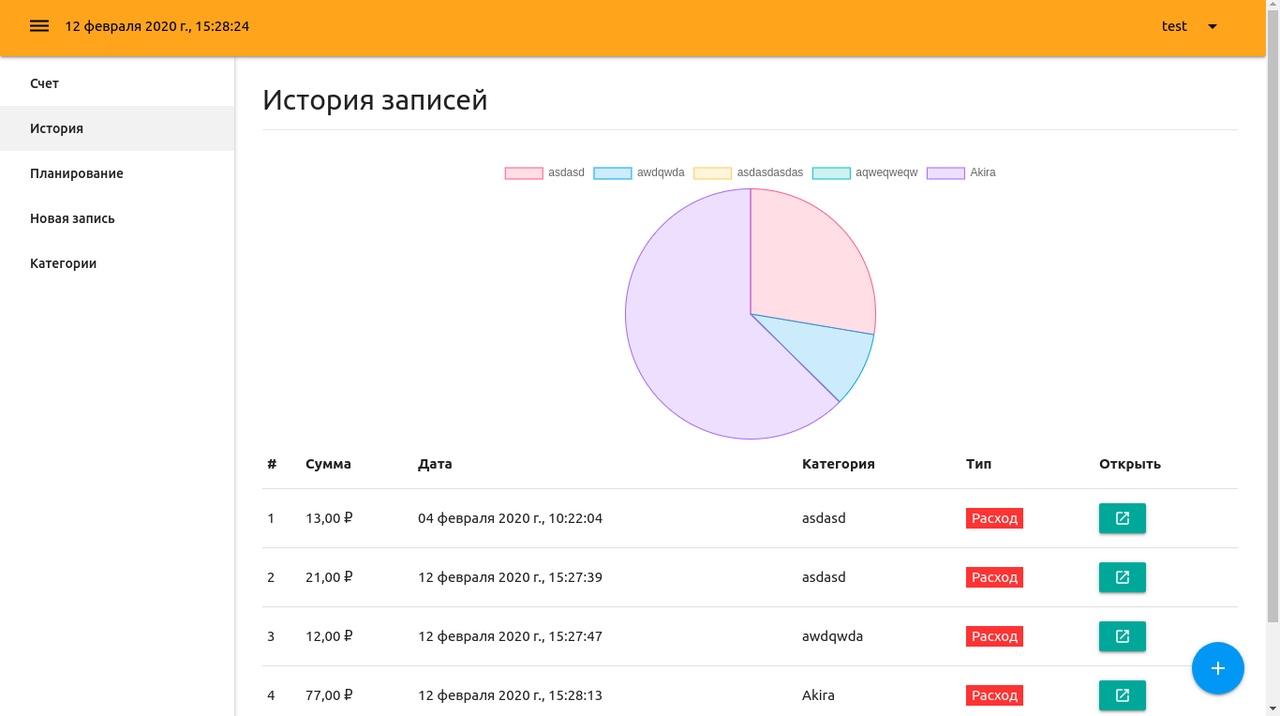 12 февраля 2020 г., 15:28:24 test
Счет
История
Планирование
Новая запись
Категории
История записей
asdasd awdqwda asdasdasdas aqweqweqw Akira
# Сумма Дата Категория Тип Открыть
1 13,00 ₽ 04 февраля 2020 г., 10:22:04 asdasd Расход
2 21,00 ₽ 12 февраля 2020 г., 15:27:39 asdasd Расход
3 12,00 ₽ 12 февраля 2020 г., 15:27:47 awdqwda Расход
4 77,00 ₽ 12 февраля 2020 г., 15:28:13 Akira Расход